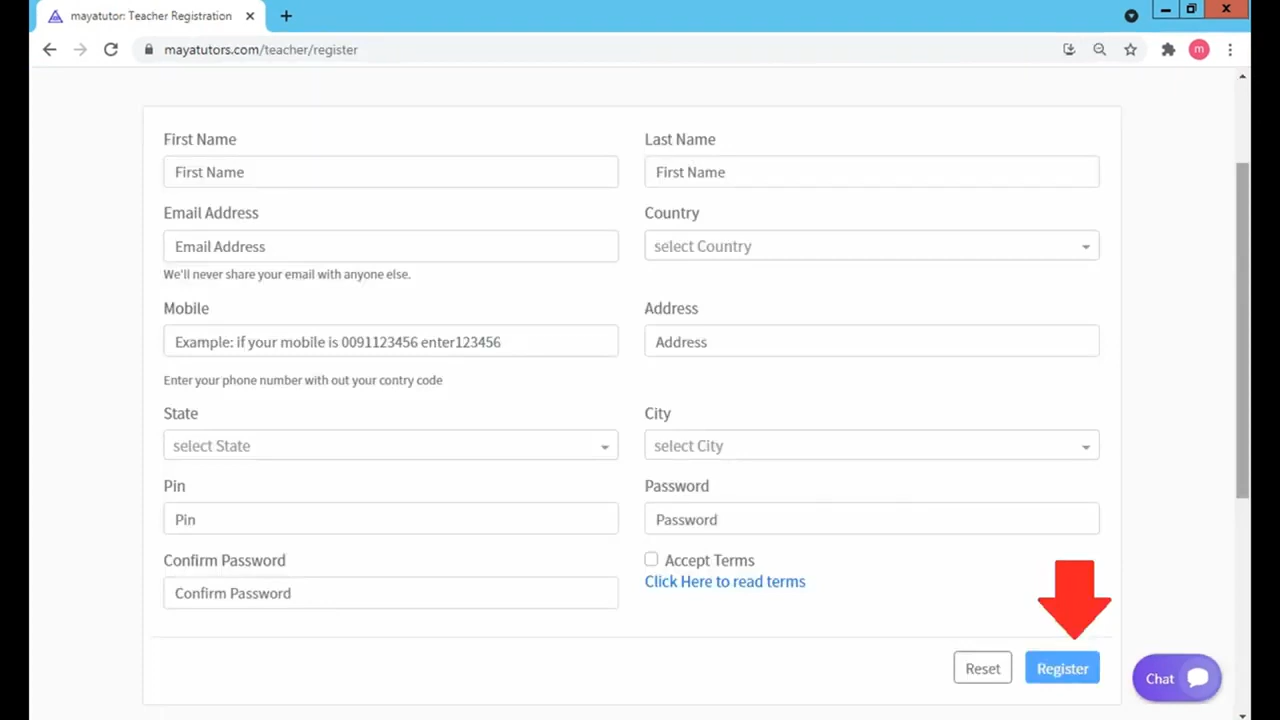 mayatutor: Teacher Registration
mayatutors.com/teacher/register
m
First Name
Last Name
First Name
First Name
Email Address
Country
Email Address
select Country
We'll never share your email with anyone else.
Mobile
Address
Example: if your mobile is 0091123456 enter123456
Address
Enter your phone number with out your contry code
State
City
select State
select City
Pin
Password
Pin
Password
Confirm Password
Accept Terms
Click Here to read terms
Confirm Password
Reset
Register
Chat